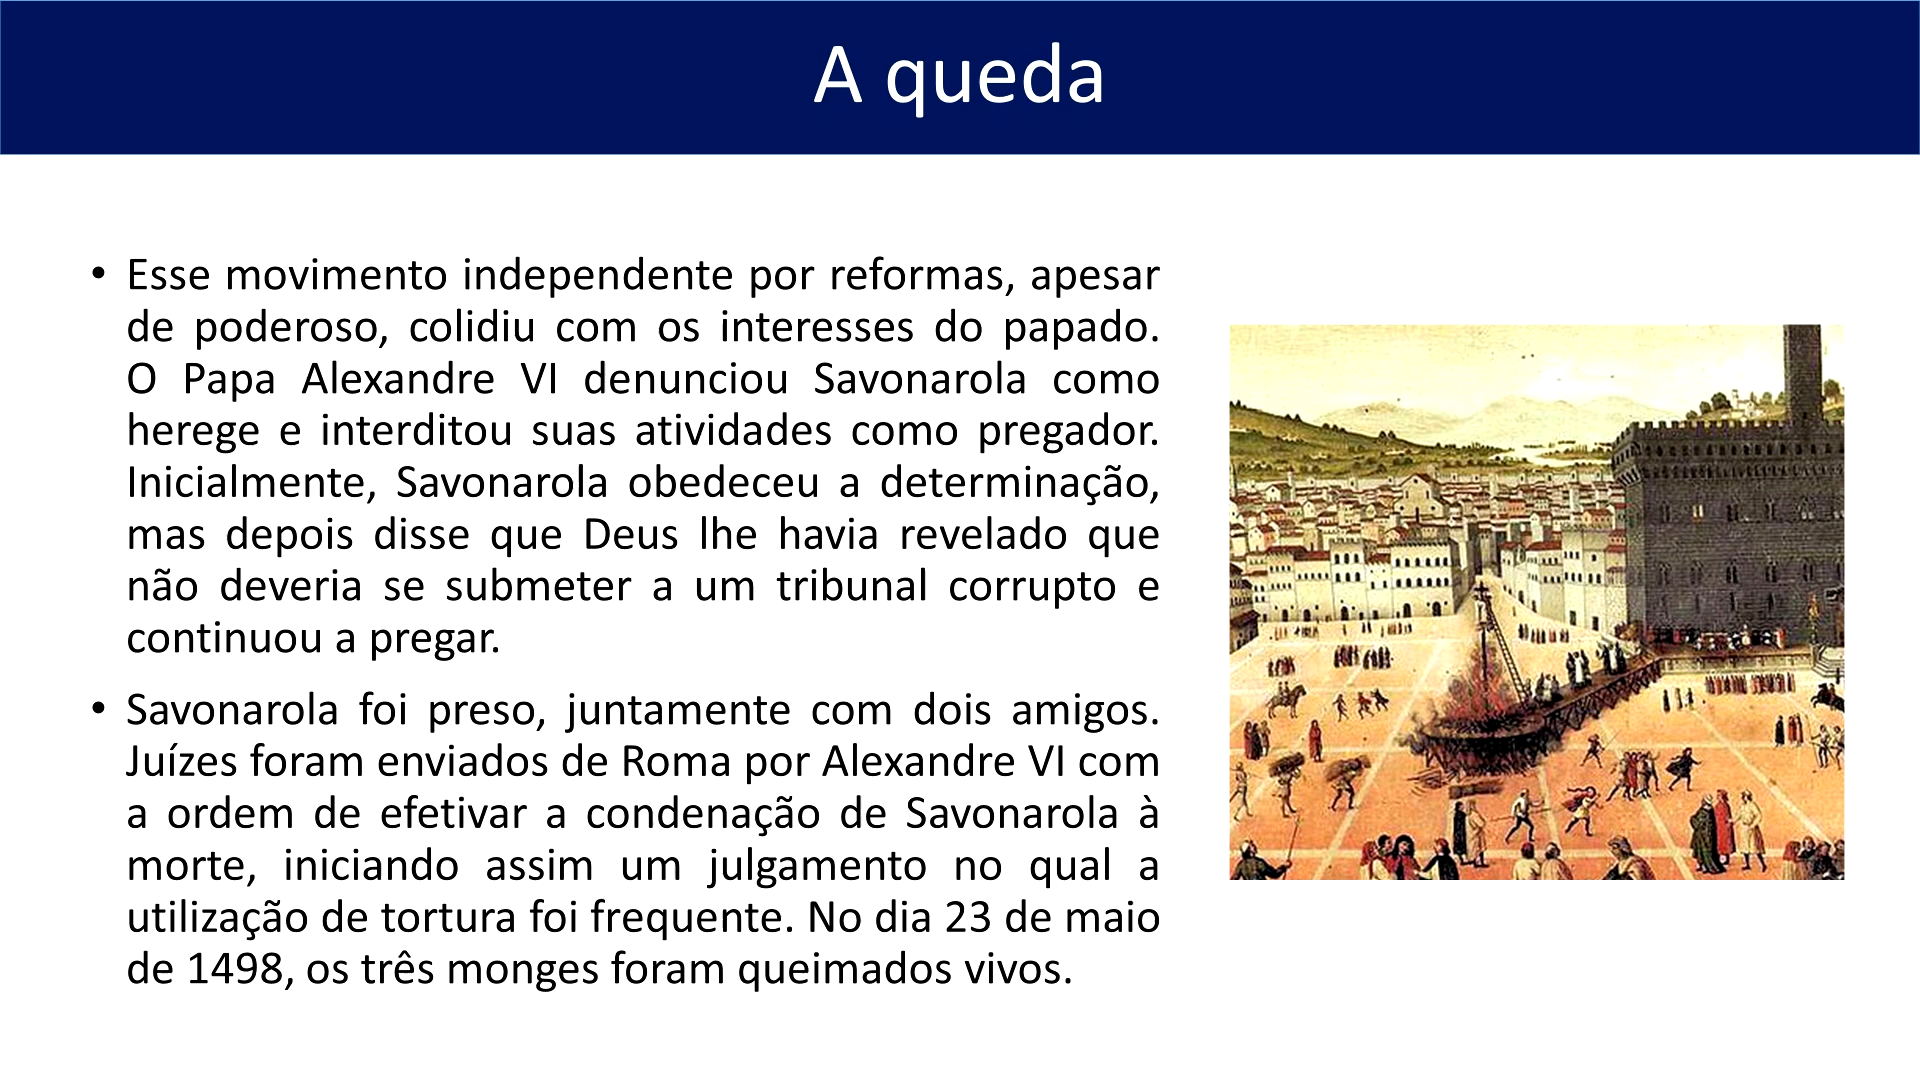 A queda
• Esse movimento independente por reformas, apesar
de poderoso, colidiu com os interesses do papado.
O Papa Alexandre VI denunciou Savonarola como
herege e interditou suas atividades como pregador.
Inicialmente, Savonarola obedeceu a determinação,
mas depois disse que Deus lhe havia revelado que
não deveria se submeter a um tribunal corrupto e
continuou a pregar.
• Savonarola foi preso, juntamente com dois amigos.
Juízes foram enviados de Roma por Alexandre VI com
a ordem de efetivar a condenação de Savonarola à
morte, iniciando assim um julgamento no qual a
utilização de tortura foi frequente. No dia 23 de maio
de 1498, os três monges foram queimados vivos.